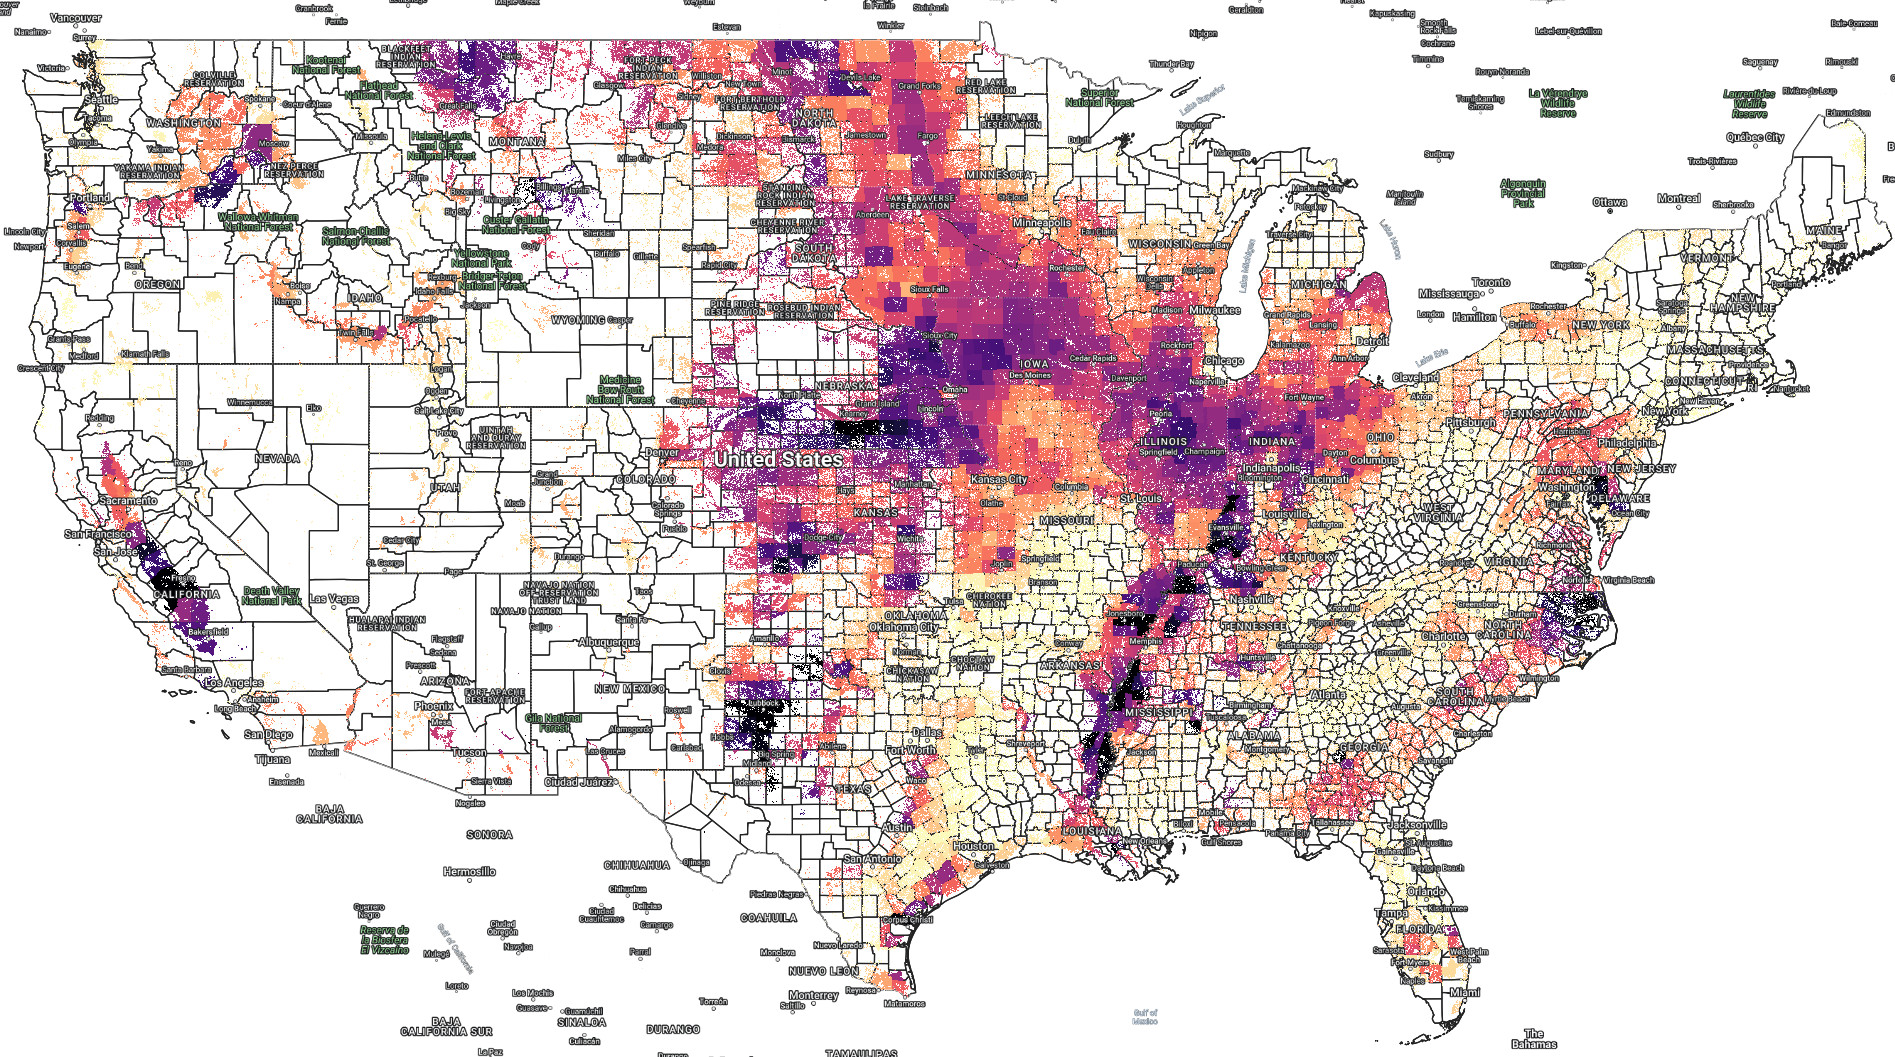 Vancouver
Nanaimo
Surrey
Victoria
Seattle
Tacoma
Olympia
WASHINGTON
Yakima
YAKAMA INDIAN
RESERVATION
COLVILLE
RESERVATION
Spokane
Coeur d'Alene
Moscow
NEZ PERCE
RESERVATION
Cranbrook
Fernie
Kootenai
National Forest
Flathead
National Forest
BLACKFEET
INDIAN
RESERVATION
Havre
Great Falls
Missoula
Helena-Lewis
and Clark
National Forest
MONTANA
Butte
Bozeman
Livingston
Big Sky
Billings
Hardin
Custer Gallatin
National Forest
Glasgow
FORT PECK
INDIAN
RESERVATION
Sidney
Glendive
Miles City
Portland
Salem
Lincoln City
Newport
Corvallis
Eugene
Bend
OREGON
Grants Pass
Medford
Klamath Falls
Wallowa-Whitman
National Forest
Salmon-Challis
National Forest
Yellowstone
National Park
Bridger-Teton
National Forest
Boise
Nampa
IDAHO
Rexburg
Idaho Falls
Jackson
Pocatello
Twin Falls
Cody
Sheridan
Buffalo
Gillette
WYOMING
Casper
Cheyenne
Medicine
Bow-Routt
National Forest
Crescent City
Redding
Winnemucca
Elko
Reno
NEVADA
Logan
Ogden
Salt Lake City
Provo
UINTAH
AND OURAY
RESERVATION
UTAH
Moab
Cedar City
St. George
Page
Grand
Junction
Denver
COLORADO
Colorado
Springs
Pueblo
Durango
Sacramento
San Francisco
San Jose
Fresno
CALIFORNIA
Death Valley
National Park
Las Vegas
Bakersfield
Santa Barbara
Los Angeles
Anaheim
Long Beach
San Diego
Tijuana
Mexicali
Ensenada
NAVAJO NATION
OFF-RESERVATION
TRUST LAND
NAVAJO NATION
HUALAPAI INDIAN
RESERVATION
Flagstaff
Sedona
Prescott
Payson
ARIZONA
Phoenix
Mesa
FORT APACHE
RESERVATION
Tucson
Sierra Vista
Nogales
Gallup
Taos
Santa Fe
Albuquerque
NEW MEXICO
Gila National
Forest
Roswell
Alamogordo
Las Cruces
Carlsbad
Clovis
Hobbs
Ciudad Juárez
Estevan
Winkler
Steinbach
Williston
Minot
Devils Lake
Grand Forks
New Town
FORT BERTHOLD
RESERVATION
NORTH
DAKOTA
Dickinson
Medora
Bismarck
Jamestown
Fargo
STANDING
ROCK INDIAN
RESERVATION
CHEYENNE RIVER
RESERVATION
Aberdeen
LAKE TRAVERSE
RESERVATION
SOUTH
DAKOTA
Spearfish
Rapid City
PINE RIDGE
RESERVATION
ROSEBUD INDIAN
RESERVATION
Sioux Falls
RED LAKE
RESERVATION
LEECH LAKE
RESERVATION
MINNESOTA
St. Cloud
Minneapolis
Duluth
Rochester
Superior
National Forest
Thunder Bay
Lake Superior
Houghton
Marquette
Eau Claire
WISCONSIN
Green Bay
Appleton
Wisconsin
Dells
Madison
Milwaukee
Lake Michigan
Mackinaw City
Petoskey
Traverse City
MICHIGAN
Grand Rapids
Lansing
Kalamazoo
Ann Arbor
Detroit
Lake Huron
Sioux City
NEBRASKA
North Platte
Grand Island
Kearney
Omaha
Lincoln
IOWA
Des Moines
Cedar Rapids
Davenport
Rockford
Chicago
Naperville
Peoria
ILLINOIS
Springfield
Champaign
INDIANA
Fort Wayne
Indianapolis
Bloomington
OHIO
Dayton
Columbus
Cincinnati
Cleveland
Akron
Lake Erie
United States
Hays
Manhattan
KANSAS
Dodge City
Wichita
Kansas City
Olathe
Columbia
MISSOURI
St. Louis
Joplin
Springfield
Branson
Evansville
Louisville
Lexington
KENTUCKY
Paducah
Bowling Green
Nashville
TENNESSEE
Knoxville
Pigeon Forge
Chattanooga
Tulsa
CHEROKEE
NATION
OKLAHOMA
Oklahoma City
Norman
CHICKASAW
NATION
CHOCTAW
NATION
Amarillo
Lubbock
Big Spring
Midland
Odessa
Abilene
Dallas
Fort Worth
Tyler
Waco
TEXAS
Austin
San Antonio
Houston
Galveston
Corpus Christi
Jonesboro
Memphis
Conway
ARKANSAS
Shreveport
LOUISIANA
New Orleans
MISSISSIPPI
Jackson
Biloxi
Mobile
Gulf Shores
Pensacola
Panama City
Huntsville
Birmingham
Tuscaloosa
ALABAMA
Montgomery
Atlanta
Augusta
GEORGIA
Savannah
Tallahassee
Jacksonville
St. Augustine
Gainesville
Daytona Beach
Orlando
Kissimmee
Tampa
FLORIDA
Sarasota
Fort Myers
Naples
West Palm
Beach
Miami
The
Bahamas
Greensboro
Durham
NORTH
CAROLINA
Asheville
Charlotte
Greenville
Wilmington
SOUTH
CAROLINA
Myrtle Beach
Charleston
VIRGINIA
Roanoke
Richmond
Norfolk
Virginia Beach
WEST
VIRGINIA
Washington
Fairfax
MARYLAND
DELAWARE
Ocean City
NEW JERSEY
Philadelphia
Harrisburg
PENNSYLVANIA
Pittsburgh
New York
NEW YORK
Buffalo
Rochester
Saratoga
Springs
Albany
New Haven
CONNECTICUT
Providence
Nantucket
MASSACHUSETTS
NEW
HAMPSHIRE
VERMONT
Portland
MAINE
Bangor
Geraldton
Nipigon
Kapuskasing
Smooth
Rock Falls
Cochrane
Timmins
Rouyn-Noranda
Temiskaming
Shores
Lebel-sur-Quévillon
La Vérendrye
Wildlife
Reserve
Laurentides
Wildlife
Reserve
Saguenay
Baie-Comeau
Rimouski
Rivière-du-Loup
Edmundston
Québec City
Trois-Rivières
Sherbrooke
Montreal
Ottawa
Sudbury
Manitoulin
Island
Algonquin
Provincial
Park
Kingston
Toronto
Mississauga
Hamilton
London
BAJA
CALIFORNIA
SONORA
Hermosillo
CHIHUAHUA
Chihuahua
Ciudad
Cuauhtémoc
Delicias
Camargo
Parral
Ojinaga
Piedras Negras
COAHUILA
Monclova
Nuevo Laredo
NUEVO LEON
Reynosa
Matamoros
Monterrey
Saltillo
Torreón
DURANGO
Durango
TAMAULIPAS
Guerrero
Negro
Reserva de
la Biosfera
El Vizcaíno
Gulf of
California
Mulegé
Loreto
Ciudad
Obregón
Navojoa
Los Mochis
Guasave
Guamúchil
SINALOA
Culiacán
BAJA
CALIFORNIA SUR
La Paz
Gulf of
Mexico